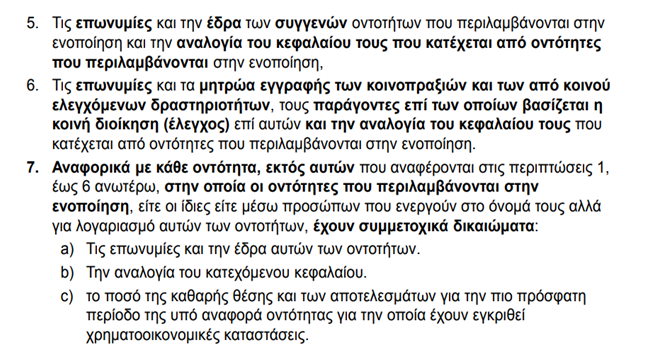 5. Τις επωνυμίες και την έδρα των συγγενών οντοτήτων που περιλαμβάνονται στην
ενοποίηση και την αναλογία του κεφαλαίου τους που κατέχεται από οντότητες
που περιλαμβάνονται στην ενοποίηση,
6. Τις επωνυμίες και τα μητρώα εγγραφής των κοινοπραξιών και των από κοινού
ελεγχόμενων δραστηριοτήτων, τους παράγοντες επί των οποίων βασίζεται η
κοινή διοίκηση (έλεγχος) επί αυτών και την αναλογία του κεφαλαίου τους που
κατέχεται από οντότητες που περιλαμβάνονται στην ενοποίηση.
7. Αναφορικά με κάθε οντότητα, εκτός αυτών που αναφέρονται στις περιπτώσεις 1,
έως 6 ανωτέρω, στην οποία οι οντότητες που περιλαμβάνονται στην
ενοποίηση, είτε οι ίδιες είτε μέσω προσώπων που ενεργούν στο όνομά τους αλλά
για λογαριασμό αυτών των οντοτήτων, έχουν συμμετοχικά δικαιώματα:
a) Τις επωνυμίες και την έδρα αυτών των οντοτήτων.
b) Την αναλογία του κατεχόμενου κεφαλαίου.
c) το ποσό της καθαρής θέσης και των αποτελεσμάτων για την πιο πρόσφατη
περίοδο της υπό αναφορά οντότητας για την οποία έχουν εγκριθεί
χρηματοοικονομικές καταστάσεις.